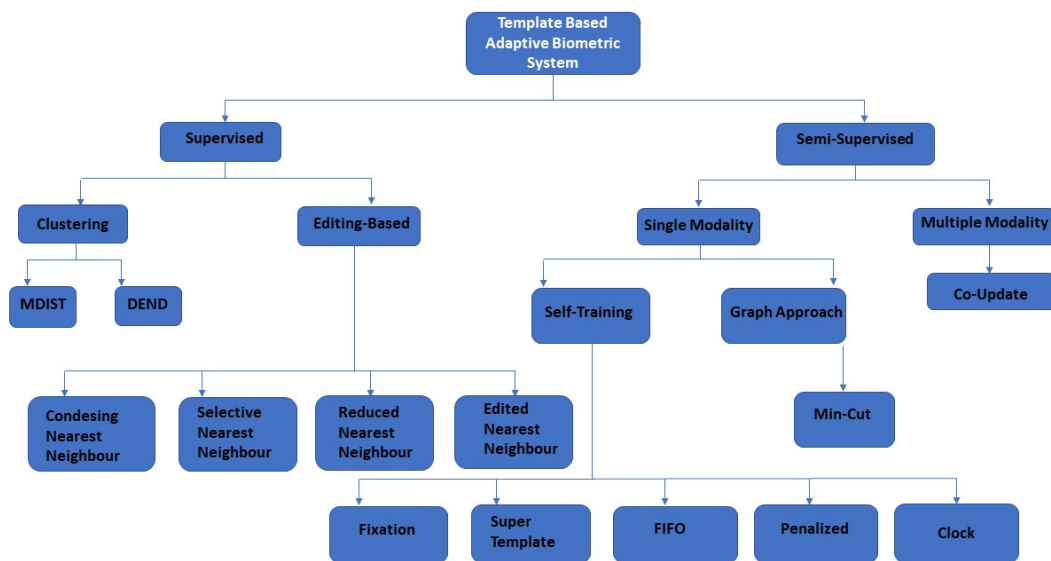 Template Based
Adaptive Biometric
System
Supervised
Semi-Supervised
Clustering
Editing-Based
Single Modality
Multiple Modality
MDIST
DEND
Self-Training
Graph Approach
Co-Update
Condesing
Nearest
Neighbour
Selective
Nearest
Neighbour
Reduced
Nearest
Neighbour
Edited
Nearest
Neighbour
Min-Cut
Fixation
Super
Template
FIFO
Penalized
Clock